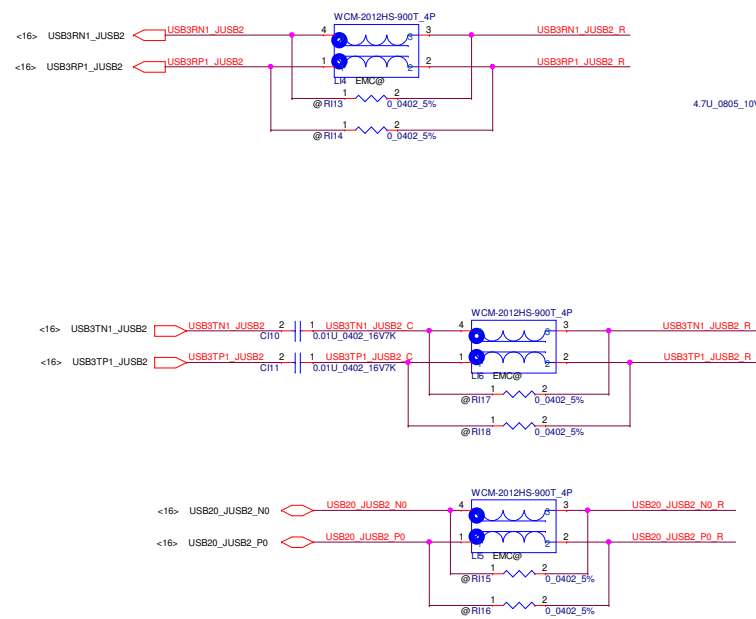 WCM-2012HS-900T_4P
<16> USB3RN1_JUSB2 USB3RN1_JUSB2 4 3 USB3RN1_JUSB2_R
<16> USB3RP1_JUSB2 USB3RP1_JUSB2 1 2 USB3RP1_JUSB2_R
LI4 EMC@
1 2
@RI13 0_0402_5%
4.7U_0805_10V
1 2
@RI14 0_0402_5%
WCM-2012HS-900T_4P
<16> USB3TN1_JUSB2 USB3TN1_JUSB2 2 1 USB3TN1_JUSB2_C 4 3 USB3TN1_JUSB2_R
CI10 0.01U_0402_16V7K
<16> USB3TP1_JUSB2 USB3TP1_JUSB2 2 1 USB3TP1_JUSB2_C 1 2 USB3TP1_JUSB2_R
CI11 0.01U_0402_16V7K
LI6 EMC@
1 2
@RI17 0_0402_5%
1 2
@RI18 0_0402_5%
WCM-2012HS-900T_4P
<16> USB20_JUSB2_N0 USB20_JUSB2_N0 4 3 USB20_JUSB2_N0_R
<16> USB20_JUSB2_P0 USB20_JUSB2_P0 1 2 USB20_JUSB2_P0_R
LI5 EMC@
1 2
@RI15 0_0402_5%
1 2
@RI16 0_0402_5%